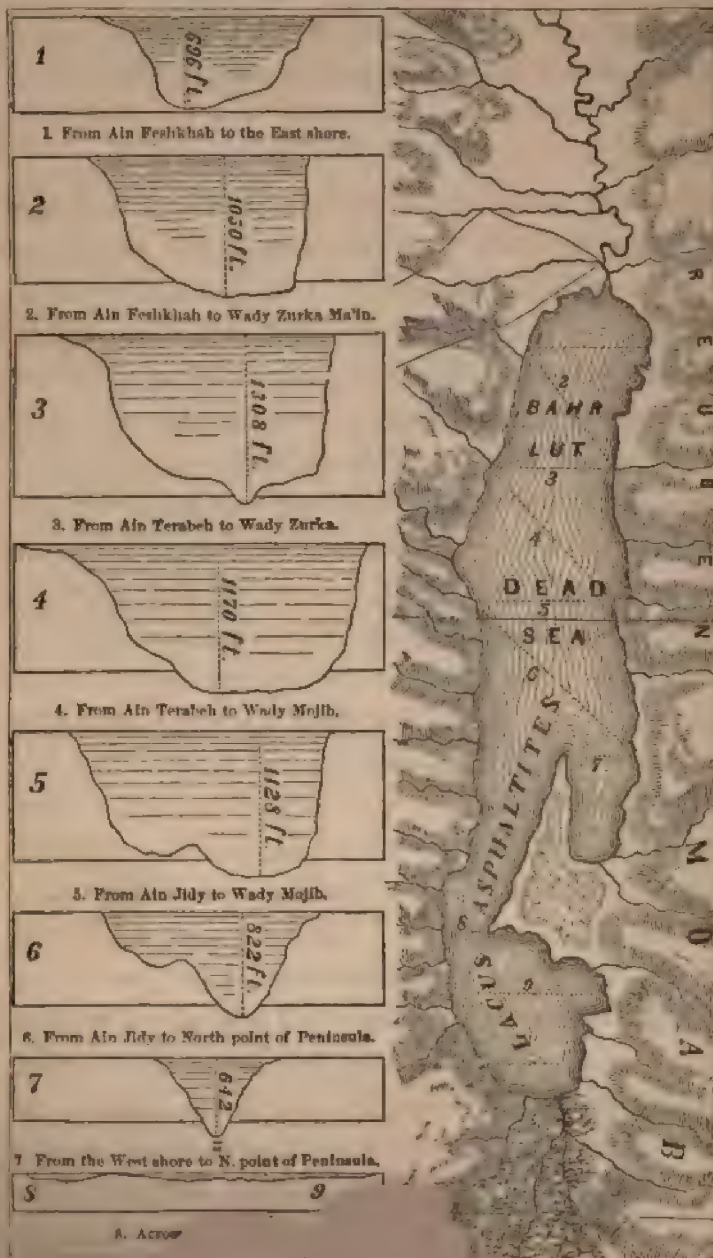 1
696 ft.
1. From Ain Feshkhah to the East shore.
2
1050 ft.
2. From Ain Feshkhah to Wady Zurka Ma'in.
3
1308 ft.
3. From Ain Terabeh to Wady Zurka.
4
1170 ft.
4. From Ain Terabeh to Wady Mojib.
5
1128 ft.
5. From Ain Jidy to Wady Mojib.
6
822 ft.
6. From Ain Jidy to North point of Peninsula.
7
642
7 From the West shore to N. point of Peninsula.
8 9
8.
REUBEN
2
BAHR
LUT
3
4
DEAD
5
SEA
6
7
LACUS ASPHALTITES
8
9
MOAB